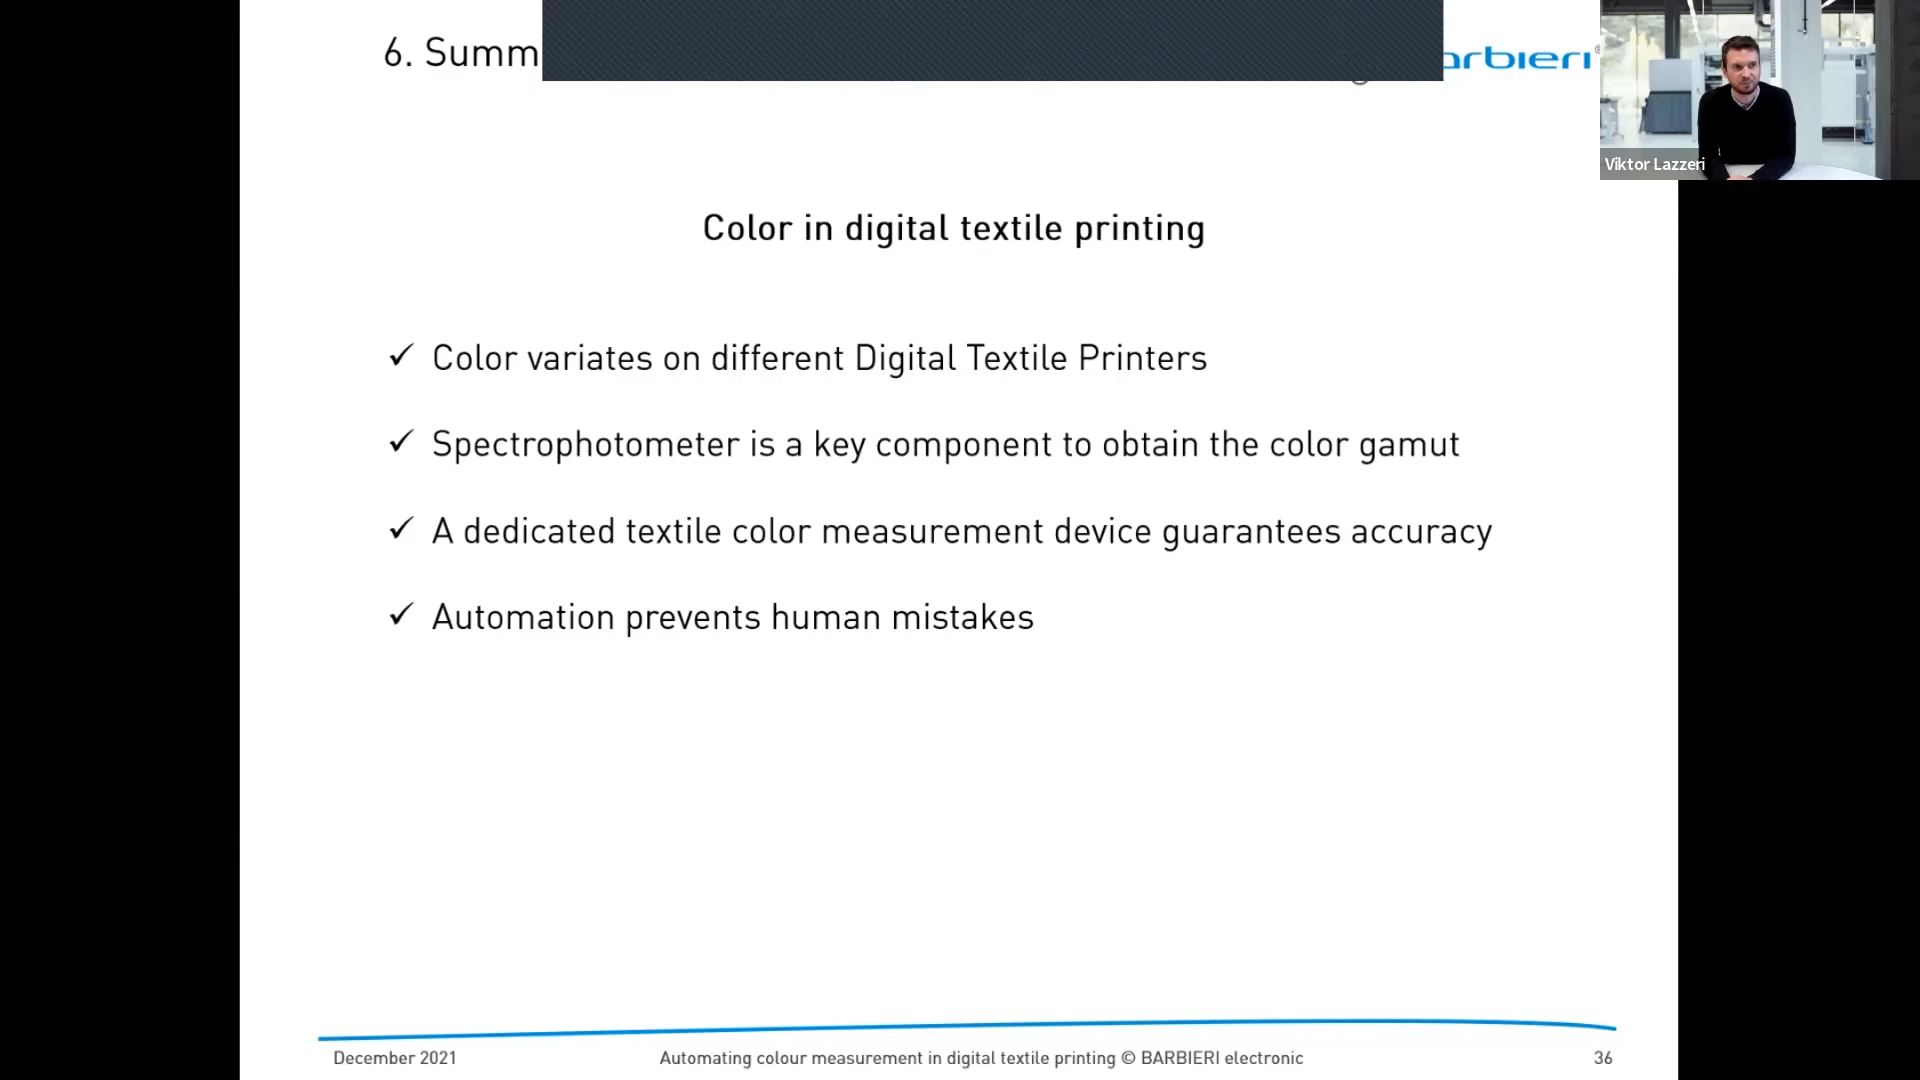 6. Summ
arbieri
Viktor Lazzeri
Color in digital textile printing
✓ Color variates on different Digital Textile Printers
✓ Spectrophotometer is a key component to obtain the color gamut
✓ A dedicated textile color measurement device guarantees accuracy
✓ Automation prevents human mistakes
December 2021
Automating colour measurement in digital textile printing © BARBIERI electronic
36